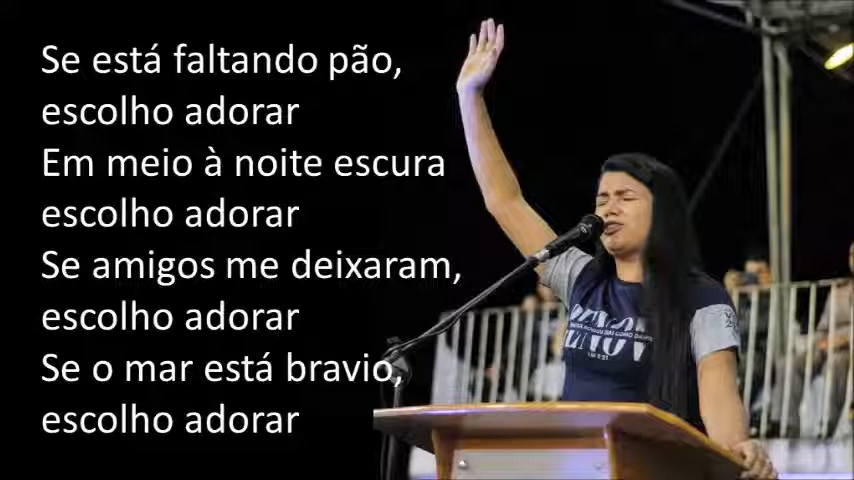 Se está faltando pão,
escolho adorar
Em meio à noite escura
escolho adorar
Se amigos me deixaram,
escolho adorar
Se o mar está bravio,
escolho adorar